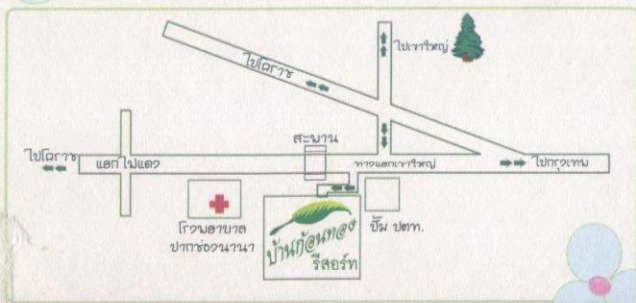 ไปเขาใหญ่
ไปโคราช
สะพาน
ไปโคราช
แยกไฟแดง
ทางแยกเขาใหญ่
ไปกรุงเทพ
โรงพยาบาล
ปากช่องนานา
บ้านก้อนทอง
รีสอร์ท
ปั๊ม ปตท.